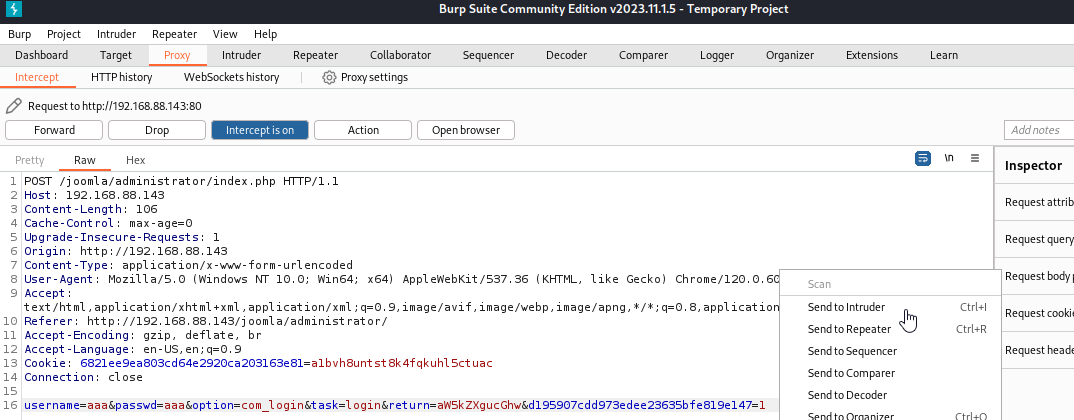 Burp Suite Community Edition v2023.11.1.5 - Temporary Project
Burp Project Intruder Repeater View Help
Dashboard Target Proxy Intruder Repeater Collaborator Sequencer Decoder Comparer Logger Organizer Extensions Learn
Intercept HTTP history WebSockets history Proxy settings
Request to http://192.168.88.143:80
Forward Drop Intercept is on Action Open browser Add notes
Pretty Raw Hex \n Inspector
1 POST /joomla/administrator/index.php HTTP/1.1
2 Host: 192.168.88.143
3 Content-Length: 106
4 Cache-Control: max-age=0
5 Upgrade-Insecure-Requests: 1
6 Origin: http://192.168.88.143
7 Content-Type: application/x-www-form-urlencoded
8 User-Agent: Mozilla/5.0 (Windows NT 10.0; Win64; x64) AppleWebKit/537.36 (KHTML, like Gecko) Chrome/120.0.60
9 Accept:
text/html,application/xhtml+xml,application/xml;q=0.9,image/avif,image/webp,image/apng,*/*;q=0.8,application
10 Referer: http://192.168.88.143/joomla/administrator/
11 Accept-Encoding: gzip, deflate, br
12 Accept-Language: en-US,en;q=0.9
13 Cookie: 6821ee9ea803cd64e2920ca203163e81=a1bvh8untst8k4fqkuhl5ctuac
14 Connection: close
15
16 username=aaa&passwd=aaa&option=com_login&task=login&return=aW5kZXgucGhw&d195907cdd973edee23635bfe819e147=1
Scan
Send to Intruder Ctrl+I
Send to Repeater Ctrl+R
Send to Sequencer
Send to Comparer
Send to Decoder
Send to Organizer Ctrl+O
Request attrib
Request query
Request body p
Request cookie
Request heade